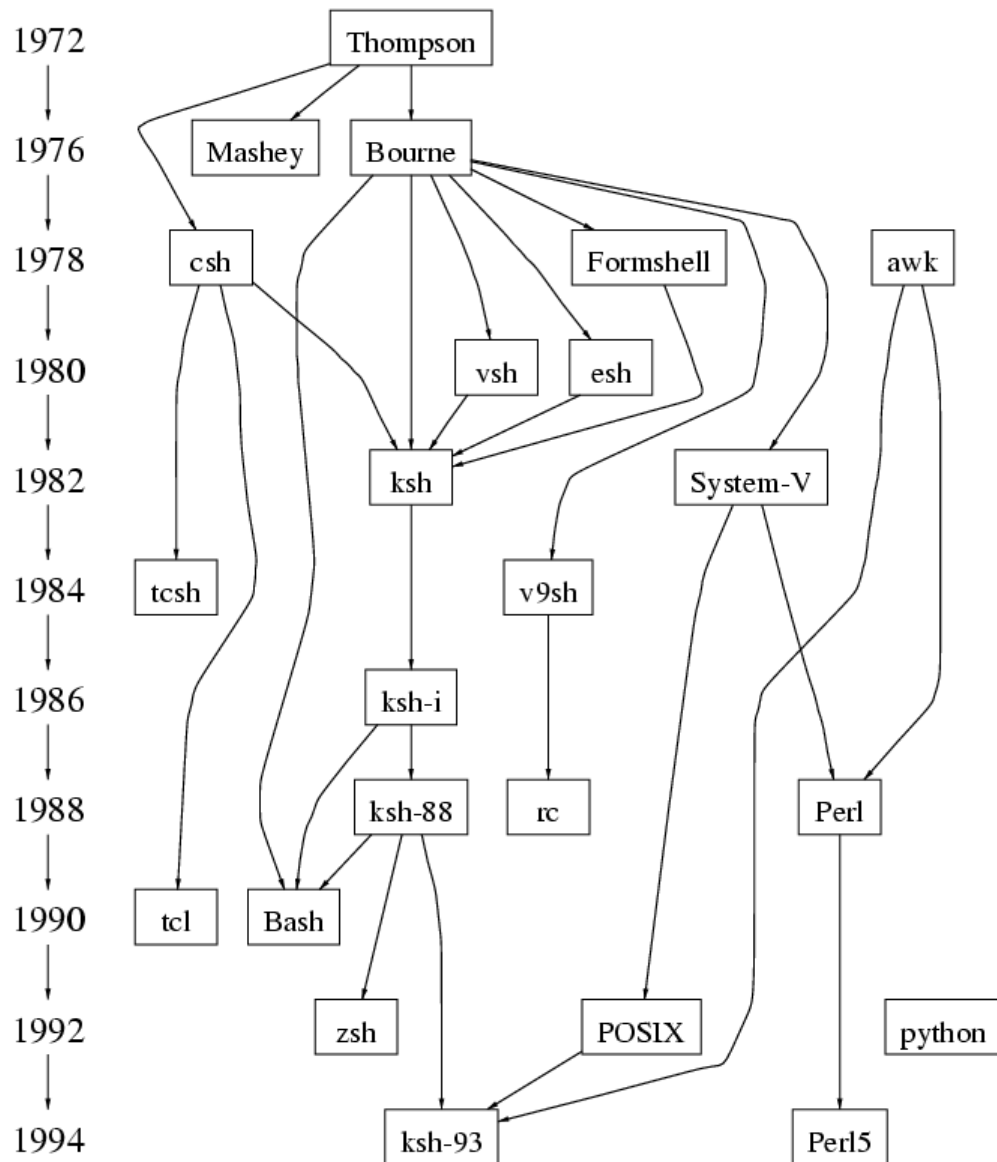 1972
Thompson
1976
Mashey
Bourne
1978
csh
Formshell
awk
1980
vsh
esh
1982
ksh
System-V
1984
tcsh
v9sh
1986
ksh-i
1988
ksh-88
rc
Perl
1990
tcl
Bash
1992
zsh
POSIX
python
1994
ksh-93
Perl5